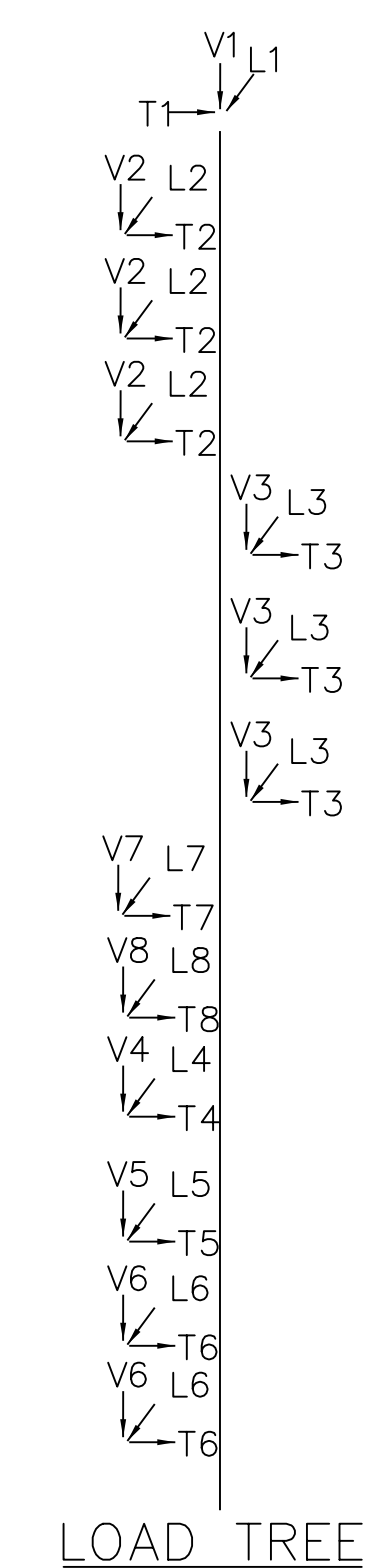 V1 L1
T1
V2 L2
T2
V2 L2
T2
V2 L2
T2
V3 L3
T3
V3 L3
T3
V3 L3
T3
V7 L7
T7
V8 L8
T8
V4 L4
T4
V5 L5
T5
V6 L6
T6
V6 L6
T6
LOAD TREE